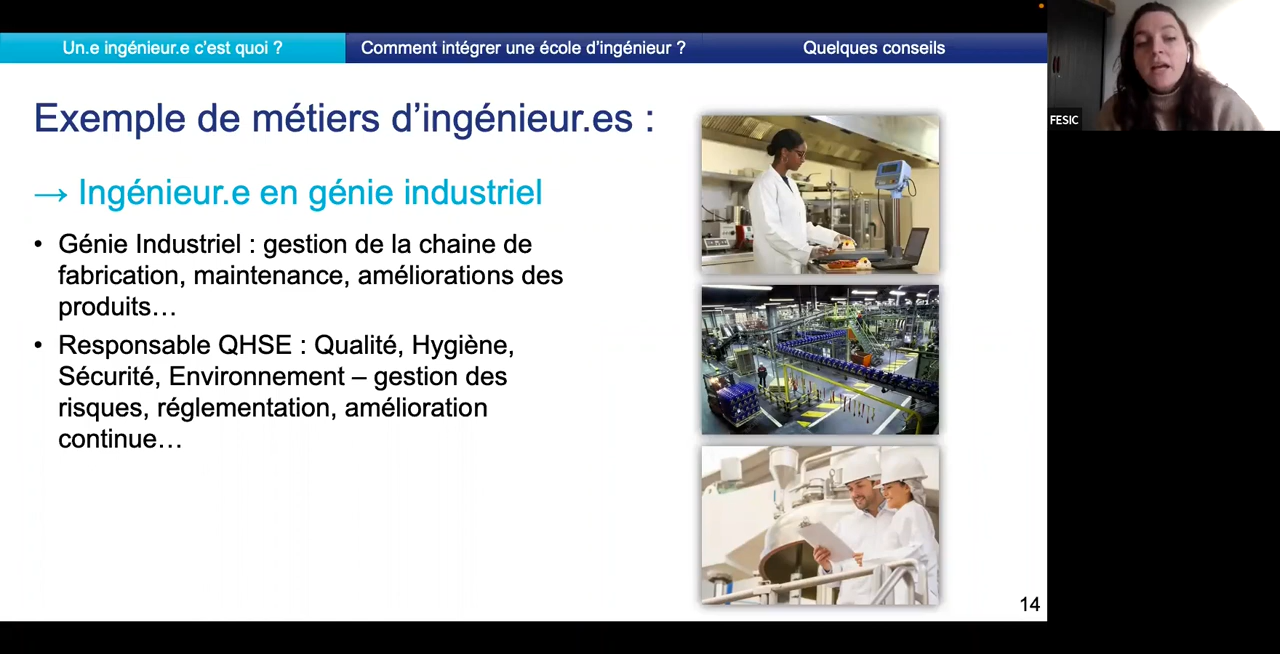 Un.e ingénieur.e c’est quoi ?
Comment intégrer une école d’ingénieur ?
Quelques conseils
FESIC
Exemple de métiers d’ingénieur.es :
→ Ingénieur.e en génie industriel
• Génie Industriel : gestion de la chaine de
fabrication, maintenance, améliorations des
produits…
• Responsable QHSE : Qualité, Hygiène,
Sécurité, Environnement – gestion des
risques, réglementation, amélioration
continue…
14